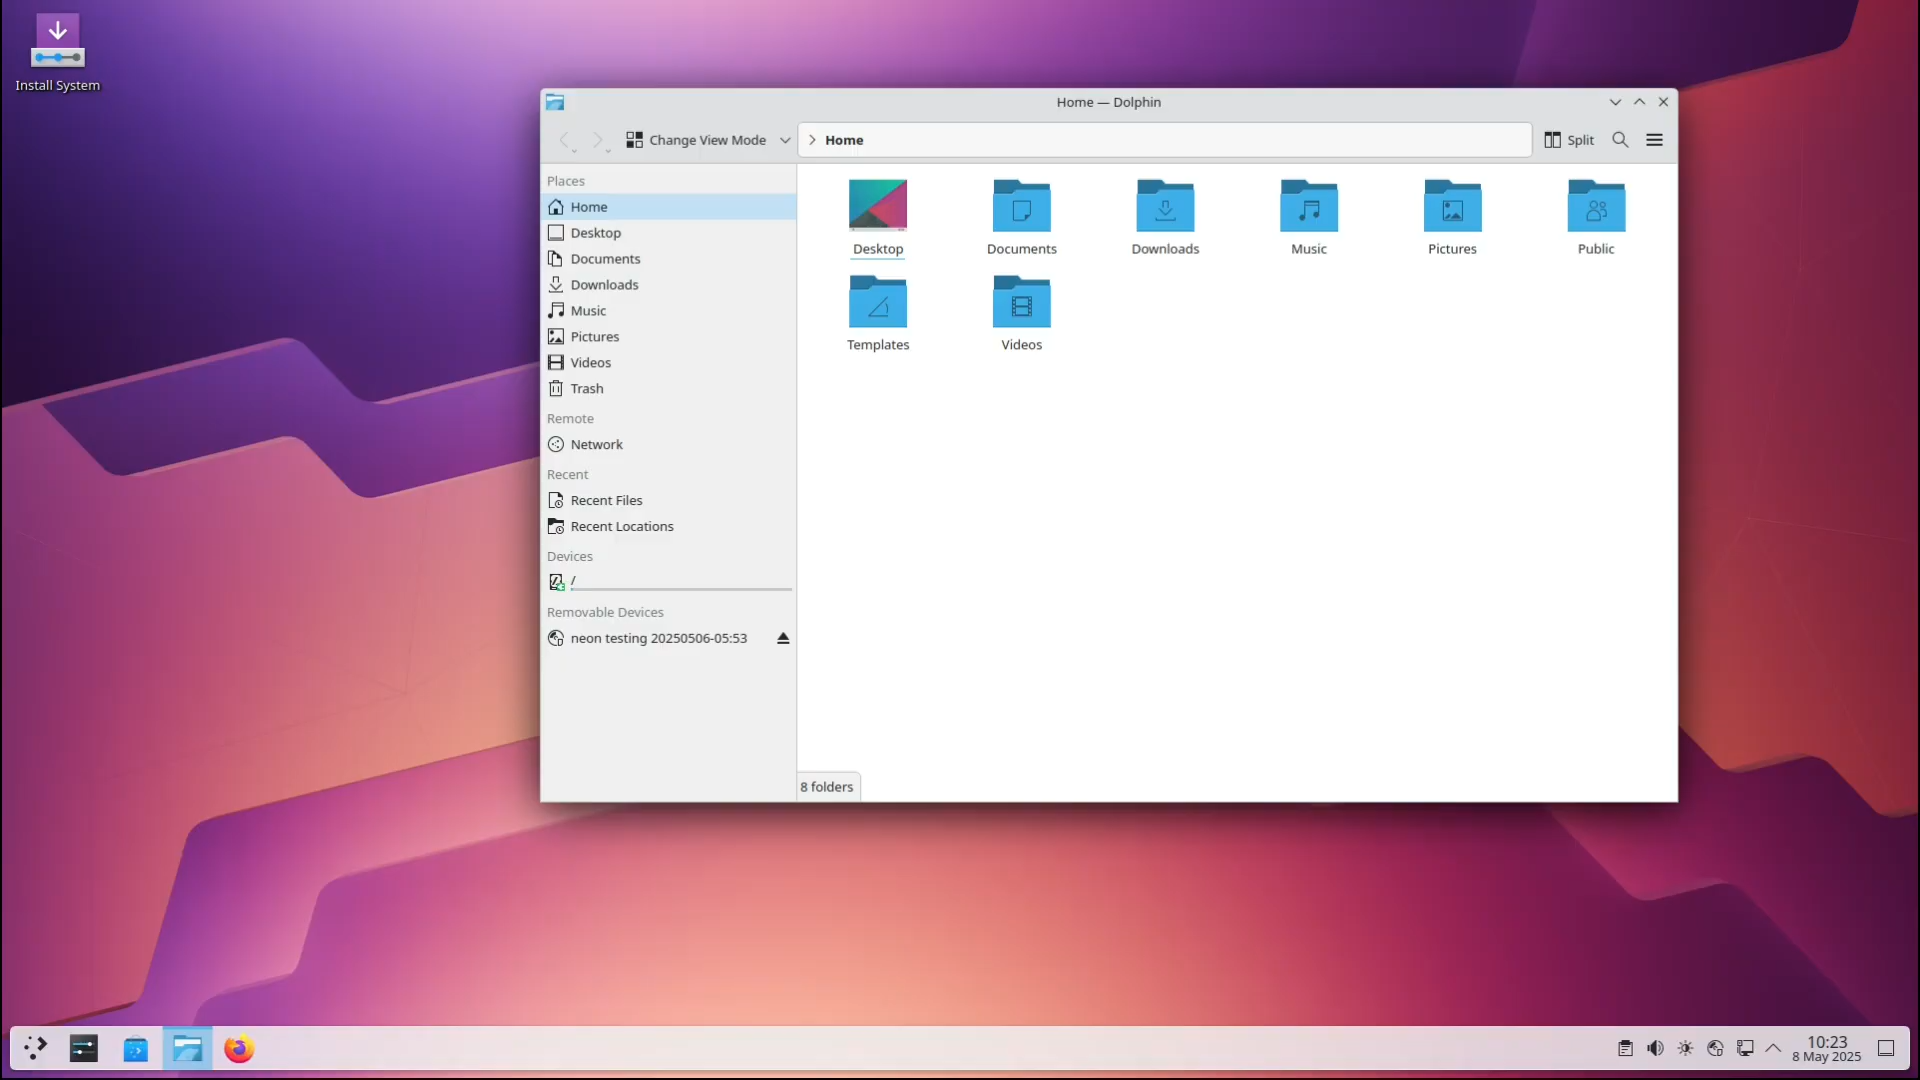 Install System
Home — Dolphin
Change View Mode
Home
Split
Places
Home
Desktop
Documents
Downloads
Music
Pictures
Videos
Trash
Remote
Network
Recent
Recent Files
Recent Locations
Devices
/
Removable Devices
neon testing 20250506-05:53
Desktop
Documents
Downloads
Music
Pictures
Public
Templates
Videos
8 folders
10:23
8 May 2025